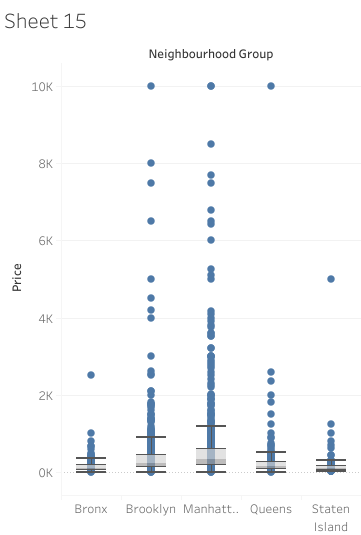 Sheet 15
Neighbourhood Group
10K
8K
6K
Price
4K
2K
0K
Bronx
Brooklyn
Manhatt..
Queens
Staten
Island